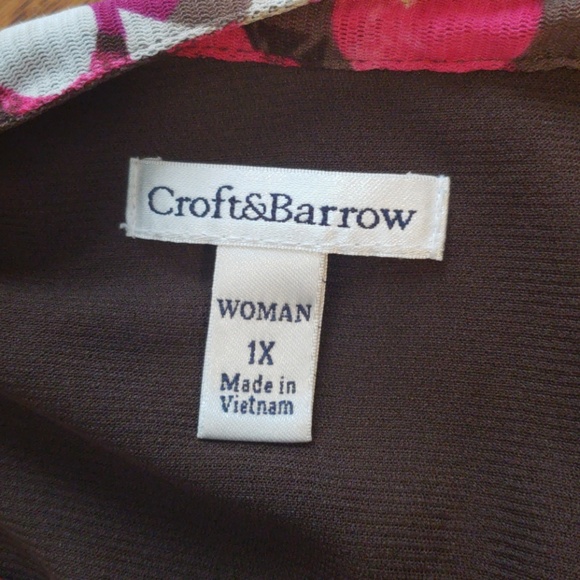 Croft&Barrow
WOMAN
1X
Made in
Vietnam